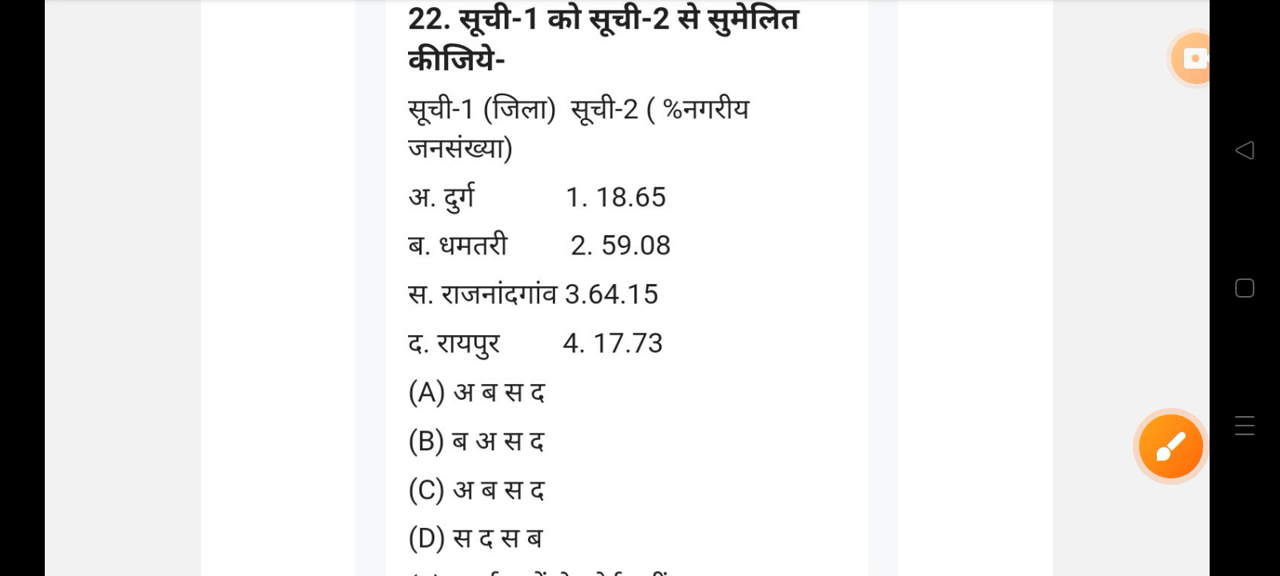 22. सूची-1 को सूची-2 से सुमेलित
कीजिये-
सूची-1 (जिला) सूची-2 ( %नगरीय
जनसंख्या)
अ. दुर्ग 1. 18.65
ब. धमतरी 2. 59.08
स. राजनांदगांव 3.64.15
द. रायपुर 4. 17.73
(A) अ ब स द
(B) ब अ स द
(C) अ ब स द
(D) स द स ब